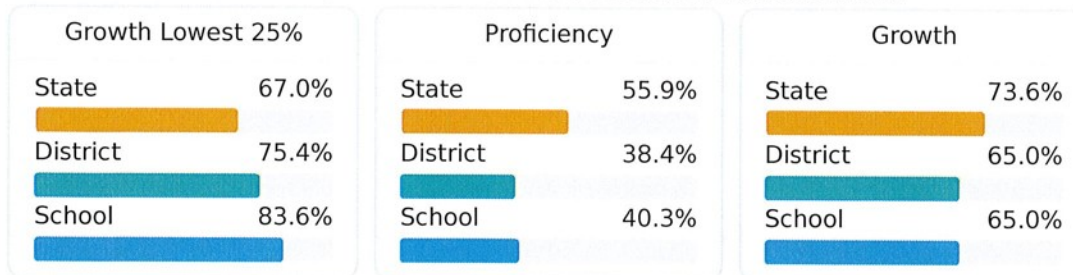 Growth Lowest 25%
State 67.0%
District 75.4%
School 83.6%
Proficiency
State 55.9%
District 38.4%
School 40.3%
Growth
State 73.6%
District 65.0%
School 65.0%